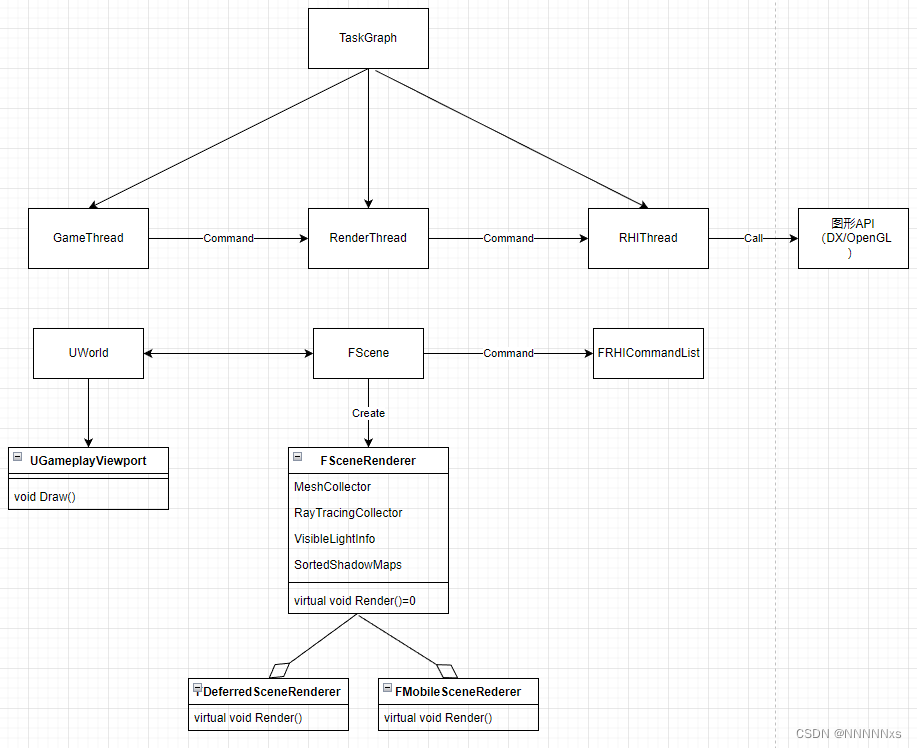 TaskGraph
GameThread
Command
RenderThread
Command
RHIThread
Call
图形API
（DX/OpenGL
）
UWorld
FScene
Command
FRHICommandList
Create
UGameplayViewport
void Draw()
FSceneRenderer
MeshCollector
RayTracingCollector
VisibleLightInfo
SortedShadowMaps
virtual void Render()=0
DeferredSceneRenderer
virtual void Render()
FMobileSceneRederer
virtual void Render()
CSDN @NNNNNxs